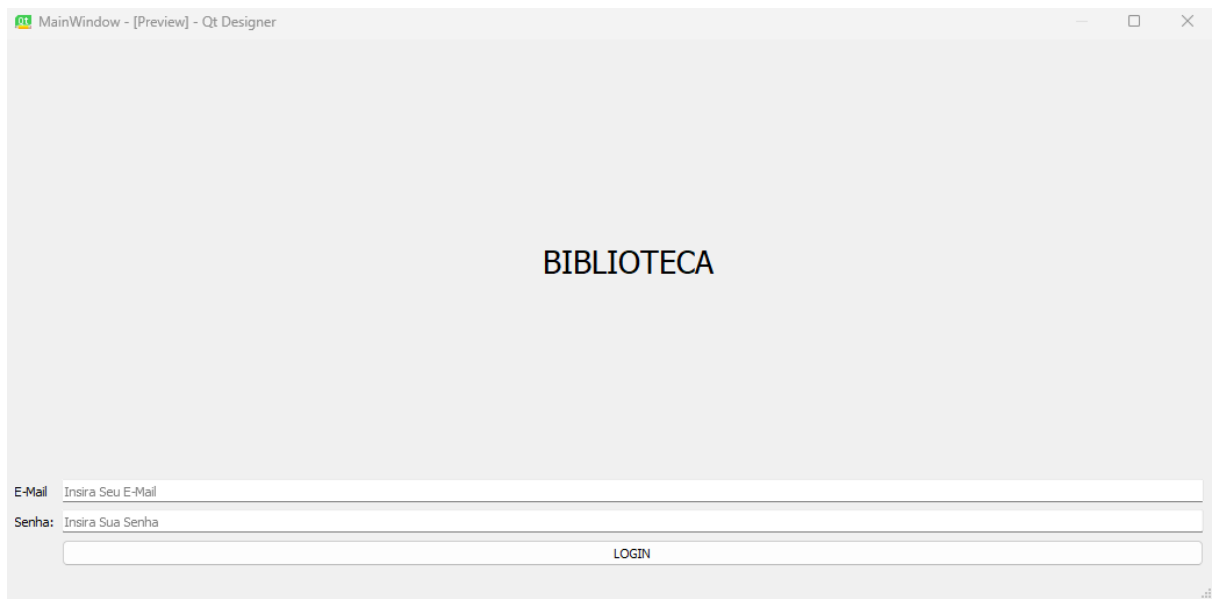 MainWindow - [Preview] - Qt Designer
BIBLIOTECA
E-Mail Insira Seu E-Mail
Senha: Insira Sua Senha
LOGIN